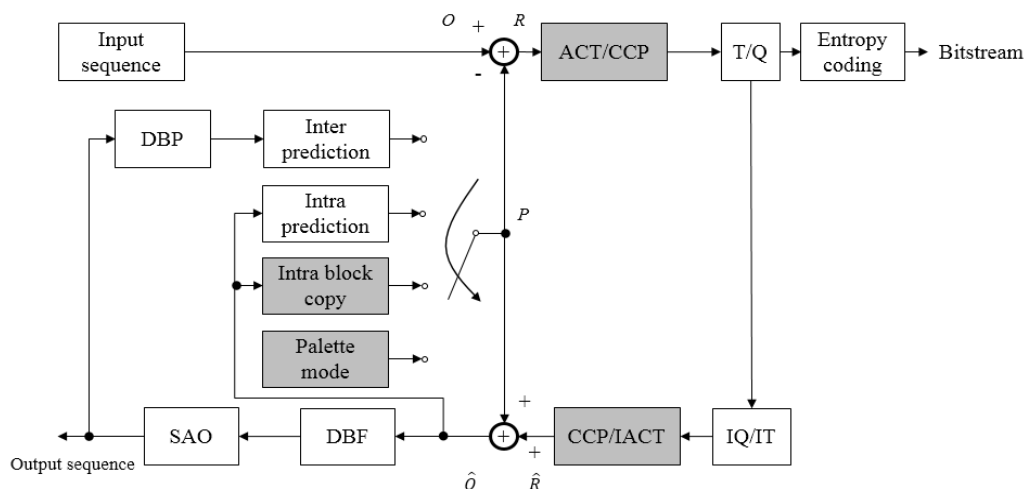 O
+
R
Input
sequence
+
-
ACT/CCP
T/Q
Entropy
coding
Bitstream
DBP
Inter
prediction
Intra
prediction
P
Intra block
copy
Palette
mode
+
SAO
DBF
+
+
CCP/IACT
IQ/IT
Output sequence
Ô
R̂